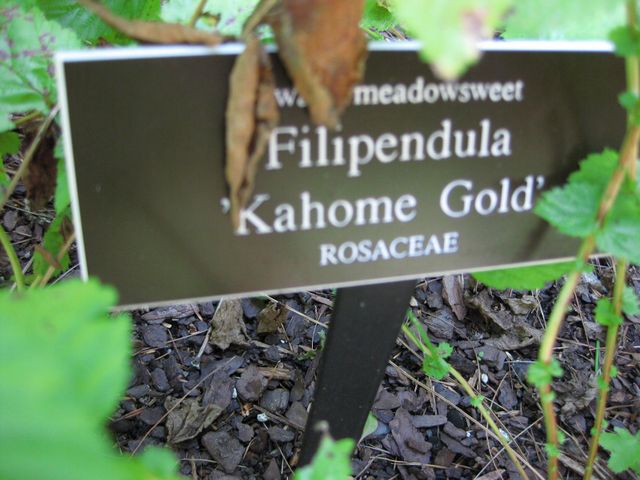 meadowsweet
Filipendula
'Kahome Gold'
ROSACEAE